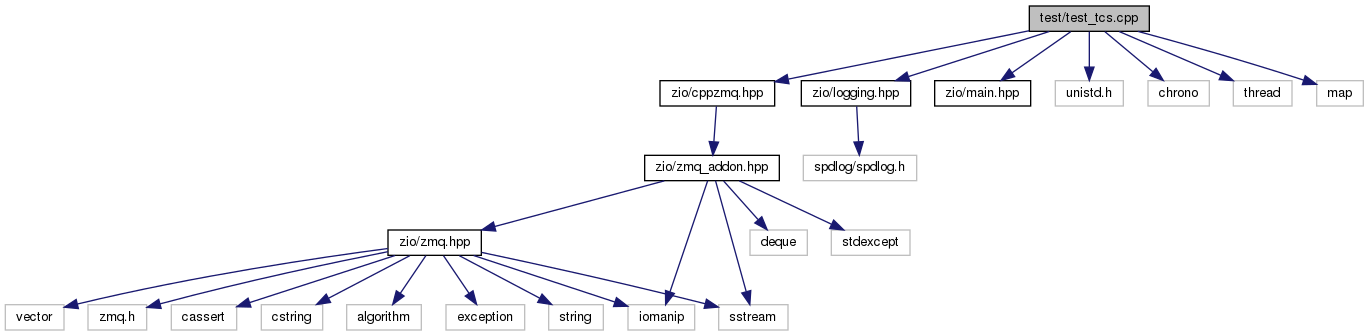 test/test_tcs.cpp
zio/cppzmq.hpp
zio/logging.hpp
zio/main.hpp
unistd.h
chrono
thread
map
zio/zmq_addon.hpp
spdlog/spdlog.h
zio/zmq.hpp
deque
stdexcept
vector
zmq.h
cassert
cstring
algorithm
exception
string
iomanip
sstream